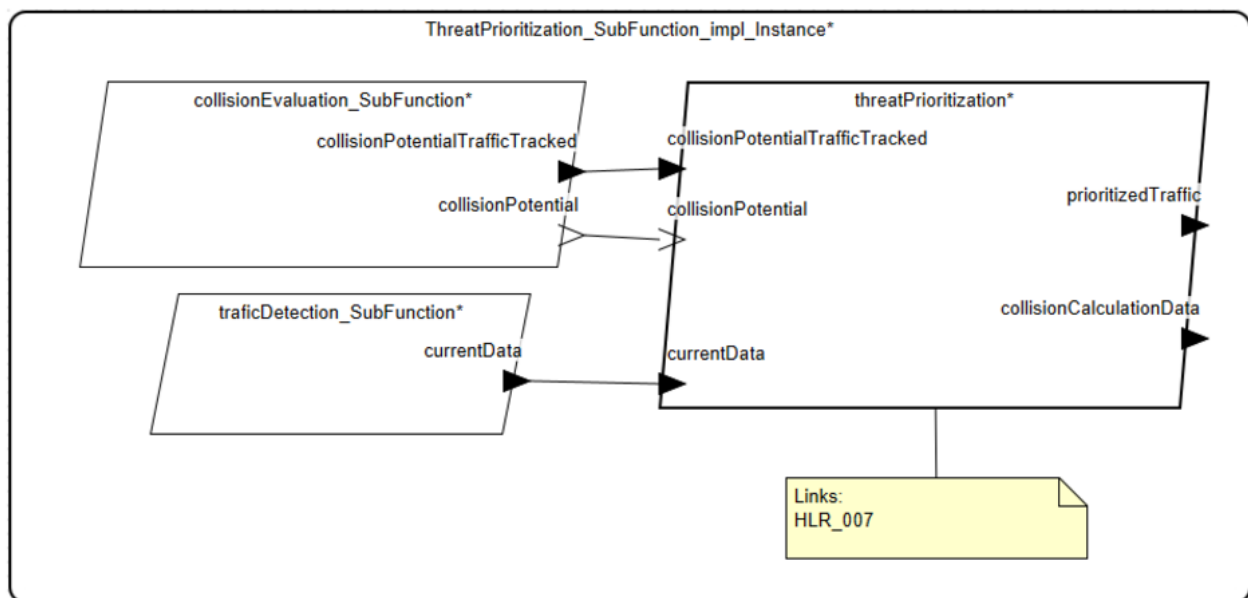 ThreatPrioritization_SubFunction_impl_Instance*
collisionEvaluation_SubFunction*
collisionPotentialTrafficTracked
collisionPotential
traficDetection_SubFunction*
currentData
threatPrioritization*
collisionPotentialTrafficTracked
collisionPotential
currentData
prioritizedTraffic
collisionCalculationData
Links:
HLR_007